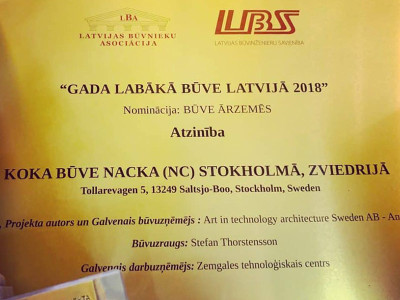 LBA
LATVIJAS BŪVNIEKU
ASOCIĀCIJA
LBS
LATVIJAS BŪVINŽENIERU SAVIENĪBA
“GADA LABĀKĀ BŪVE LATVIJĀ 2018”
Nominācija: BŪVE ĀRZEMĒS
Atzinība
KOKA BŪVE NACKA (NC) STOKHOLMĀ, ZVIEDRIJĀ
Tollarevagen 5, 13249 Saltsjo-Boo, Stockholm, Sweden
, Projekta autors un Galvenais būvuzņēmējs : Art in technology architecture Sweden AB - An
Būvuzraugs: Stefan Thorstensson
Galvenais darbuzņēmējs: Zemgales tehnoloģiskais centrs